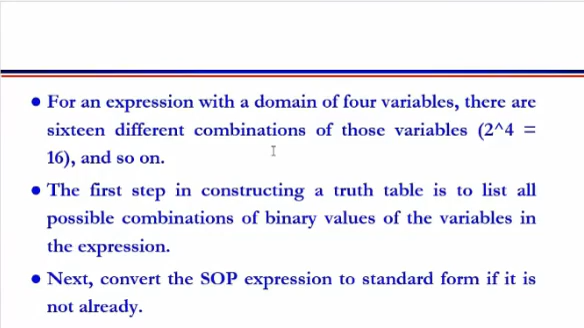 ● For an expression with a domain of four variables, there are
sixteen different combinations of those variables (2^4 =
16), and so on.
● The first step in constructing a truth table is to list all
possible combinations of binary values of the variables in
the expression.
● Next, convert the SOP expression to standard form if it is
not already.